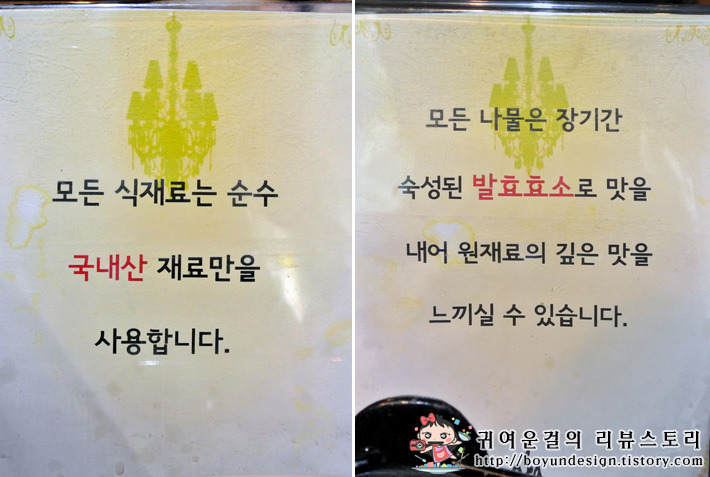 모든 식재료는 순수
국내산 재료만을
사용합니다.
모든 나물은 장기간
숙성된 발효효소로 맛을
내어 원재료의 깊은 맛을
느끼실 수 있습니다.
귀여운걸의 리뷰스토리
http://boyundesign.tistory.com